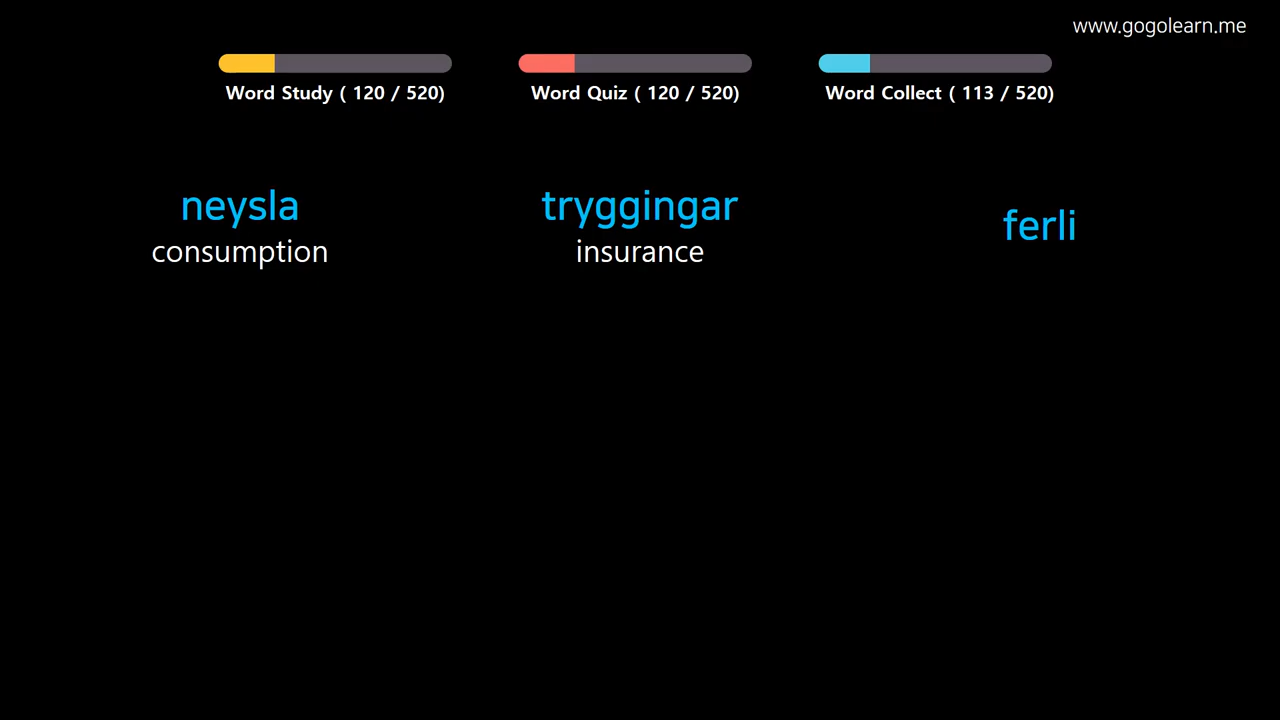 www.gogolearn.me
Word Study ( 120 / 520)
Word Quiz ( 120 / 520)
Word Collect ( 113 / 520)
neysla
consumption
tryggingar
insurance
ferli